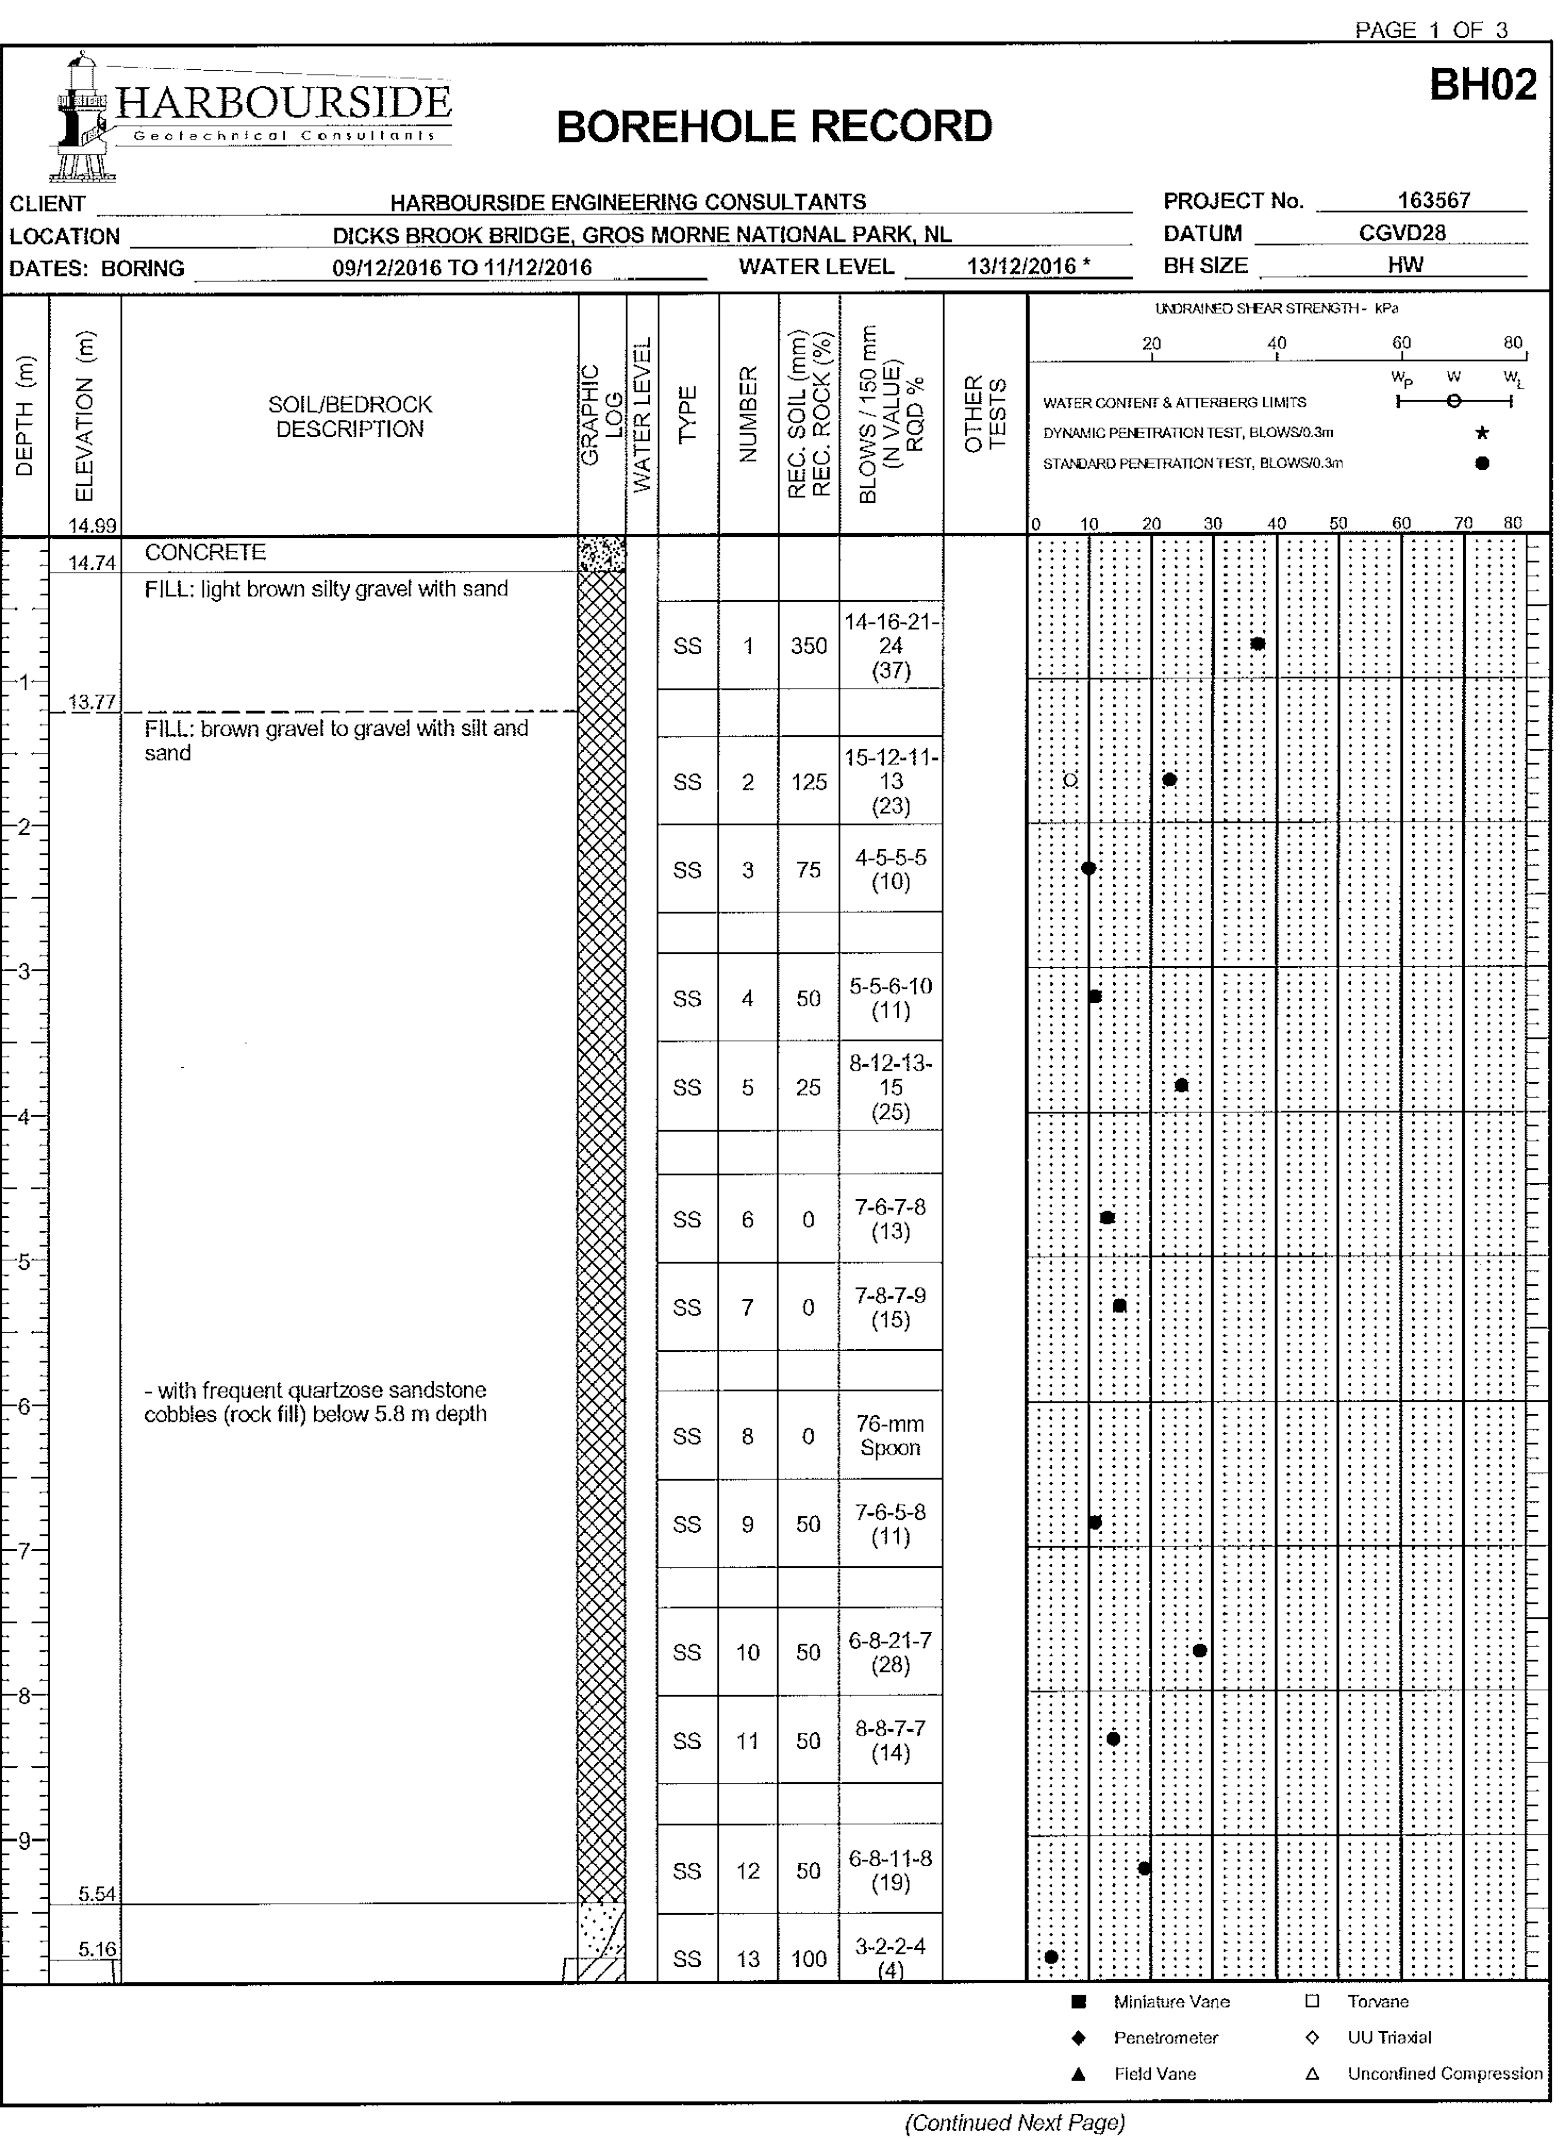 PAGE 1 OF 3
BH02
HARBOURSIDE
Geotechnical Consultants
BOREHOLE RECORD
CLIENT HARBOURSIDE ENGINEERING CONSULTANTS PROJECT No. 163567
LOCATION DICKS BROOK BRIDGE, GROS MORNE NATIONAL PARK, NL DATUM CGVD28
DATES: BORING 09/12/2016 TO 11/12/2016 WATER LEVEL 13/12/2016 * BH SIZE HW
DEPTH (m)
ELEVATION (m)
SOIL/BEDROCK
DESCRIPTION
GRAPHIC
LOG
WATER LEVEL
TYPE
NUMBER
REC. SOIL (mm)
REC. ROCK (%)
BLOWS / 150 mm
(N VALUE)
RQD %
OTHER
TESTS
UNDRAINED SHEAR STRENGTH - kPa
20 40 60 80
WP W WL
WATER CONTENT & ATTERBERG LIMITS
DYNAMIC PENETRATION TEST, BLOWS/0.3m ★
STANDARD PENETRATION TEST, BLOWS/0.3m ●
14.99
0 10 20 30 40 50 60 70 80
CONCRETE
14.74
FILL: light brown silty gravel with sand
14-16-21-
SS 1 350 24
(37)
1
13.77
FILL: brown gravel to gravel with silt and
sand
15-12-11-
SS 2 125 13
(23)
2
4-5-5-5
SS 3 75
(10)
3
5-5-6-10
SS 4 50
(11)
8-12-13-
SS 5 25 15
(25)
4
7-6-7-8
SS 6 0
(13)
5
7-8-7-9
SS 7 0
(15)
- with frequent quartzose sandstone
cobbles (rock fill) below 5.8 m depth
6
76-mm
SS 8 0
Spoon
7-6-5-8
SS 9 50
(11)
7
6-8-21-7
SS 10 50
(28)
8
8-8-7-7
SS 11 50
(14)
9
6-8-11-8
SS 12 50
(19)
5.54
5.16
3-2-2-4
SS 13 100
(4)
■ Miniature Vane □ Torvane
◆ Penetrometer ◇ UU Triaxial
▲ Field Vane △ Unconfined Compression
(Continued Next Page)